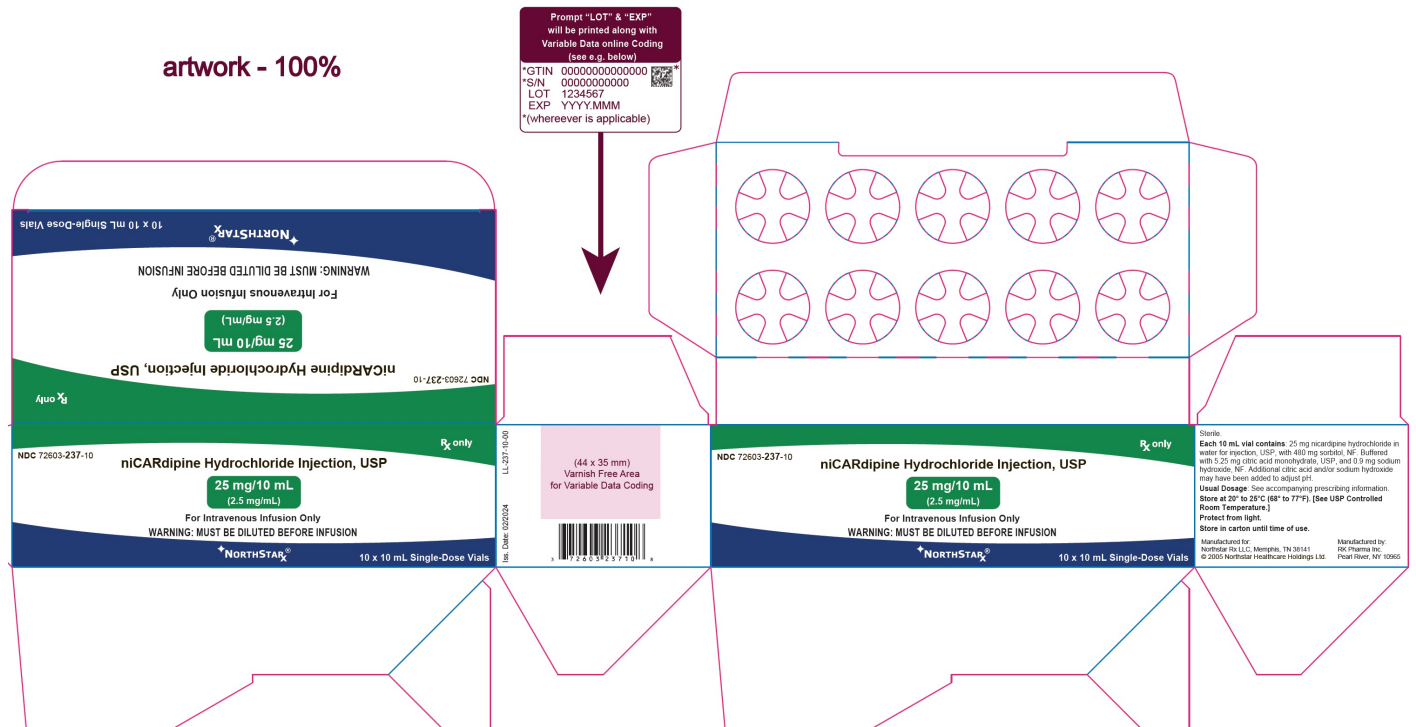 artwork - 100%
Prompt “LOT” & “EXP”
will be printed along with
Variable Data online Coding
(see e.g. below)
*GTIN 00000000000000 *
*S/N 00000000000
LOT 1234567
EXP YYYY.MMM
*(whereever is applicable)
10 x 10 mL Single-Dose Vials
NORTHSTARx®
WARNING: MUST BE DILUTED BEFORE INFUSION
For Intravenous Infusion Only
(2.5 mg/mL)
25 mg/10 mL
niCARdipine Hydrochloride Injection, USP
NDC 72603-237-10
Rx only
Rx only
NDC 72603-237-10
niCARdipine Hydrochloride Injection, USP
25 mg/10 mL
(2.5 mg/mL)
For Intravenous Infusion Only
WARNING: MUST BE DILUTED BEFORE INFUSION
NORTHSTARx®
10 x 10 mL Single-Dose Vials
LL-237-10-00
Iss. Date: 02/2024
(44 x 35 mm)
Varnish Free Area
for Variable Data Coding
3 72603 23710 8
Rx only
NDC 72603-237-10
niCARdipine Hydrochloride Injection, USP
25 mg/10 mL
(2.5 mg/mL)
For Intravenous Infusion Only
WARNING: MUST BE DILUTED BEFORE INFUSION
NORTHSTARx®
10 x 10 mL Single-Dose Vials
Sterile.
Each 10 mL vial contains: 25 mg nicardipine hydrochloride in
water for injection, USP, with 480 mg sorbitol, NF. Buffered
with 5.25 mg citric acid monohydrate, USP, and 0.9 mg sodium
hydroxide, NF. Additional citric acid and/or sodium hydroxide
may have been added to adjust pH.
Usual Dosage: See accompanying prescribing information.
Store at 20° to 25°C (68° to 77°F). [See USP Controlled
Room Temperature.]
Protect from light.
Store in carton until time of use.
Manufactured for:
Northstar Rx LLC, Memphis, TN 38141
© 2005 Northstar Healthcare Holdings Ltd.
Manufactured by:
RK Pharma Inc.
Pearl River, NY 10965